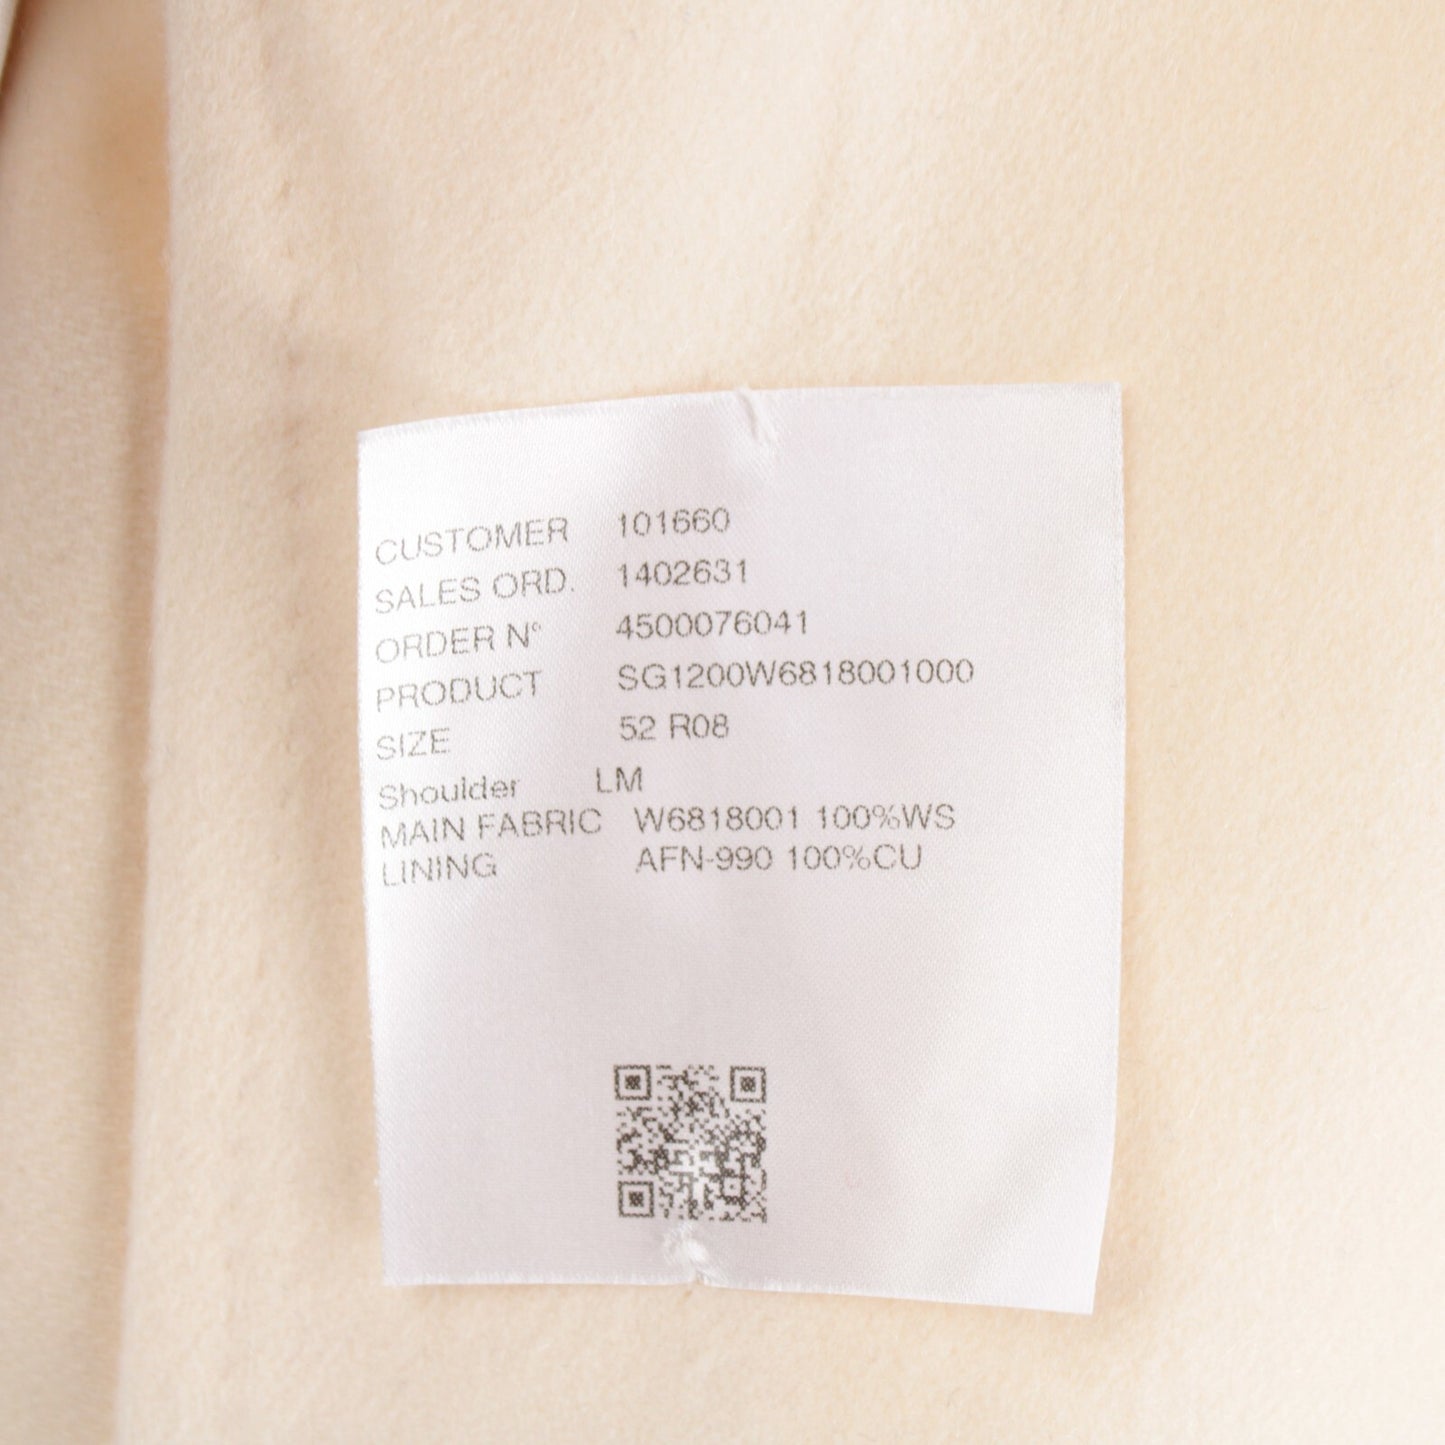 CUSTOMER 101660
SALES ORD. 1402631
ORDER N° 4500076041
PRODUCT SG1200W6818001000
SIZE 52 R08
Shoulder LM
MAIN FABRIC W6818001 100%WS
LINING AFN-990 100%CU